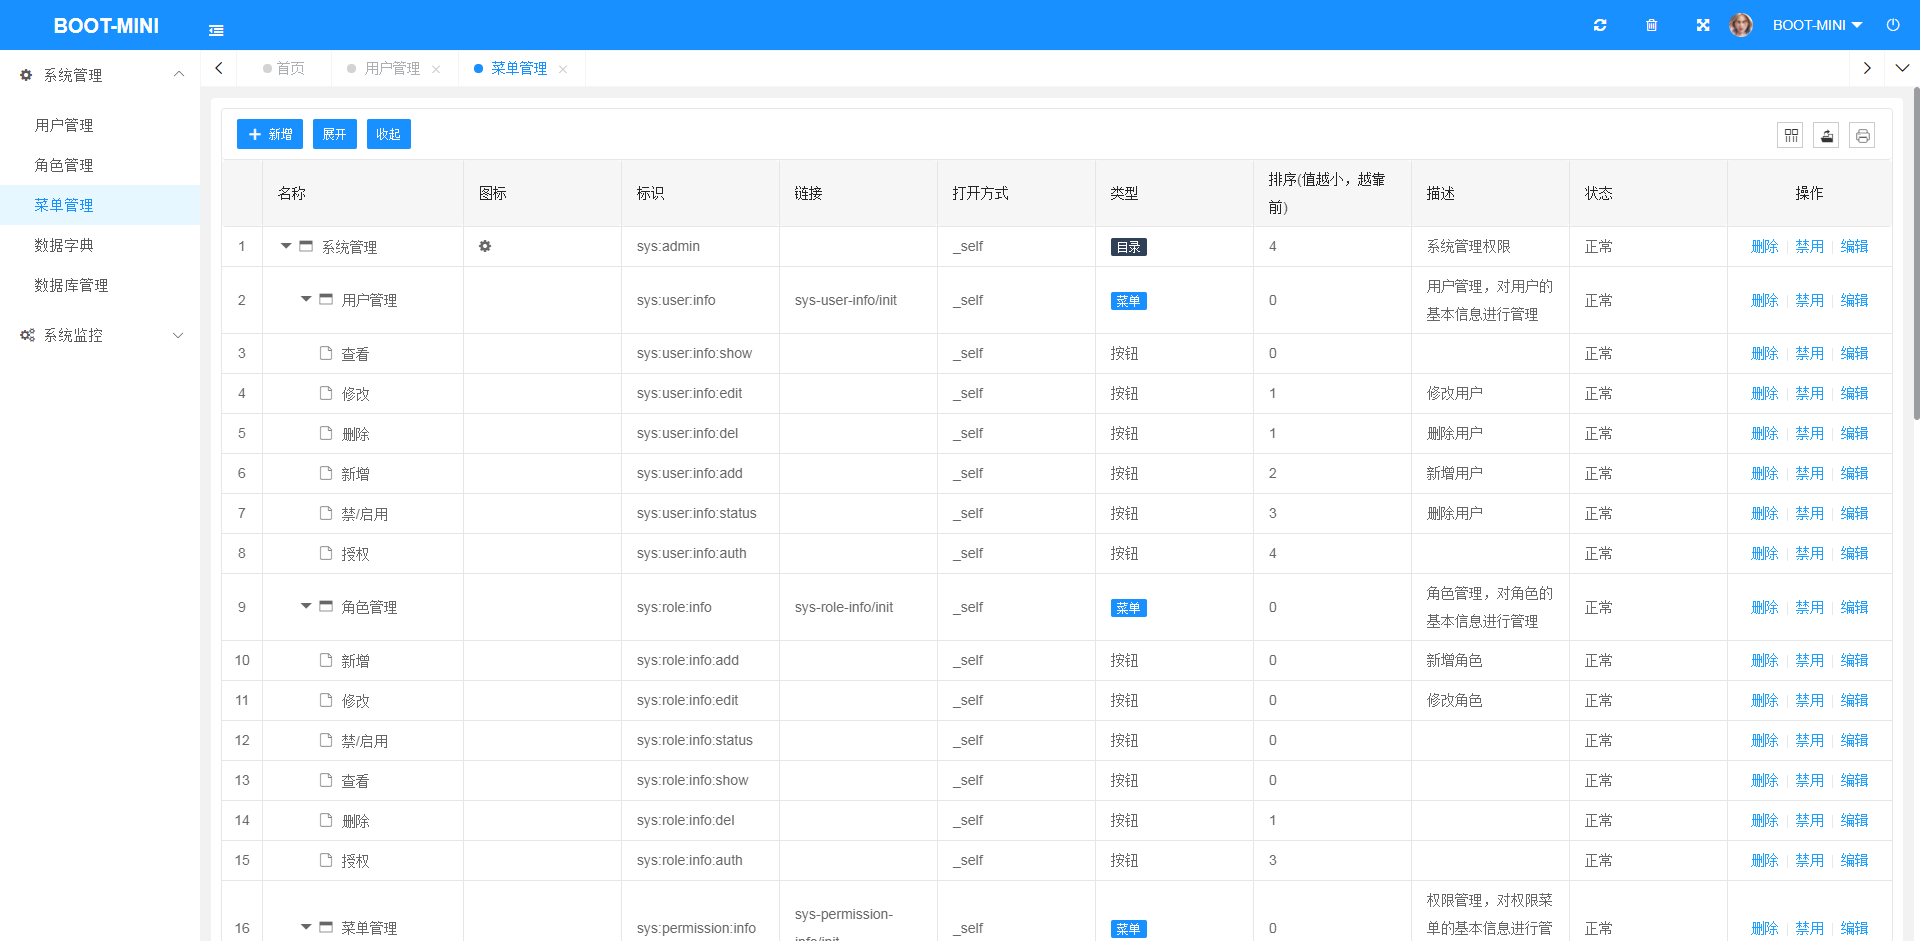 BOOT-MINI
BOOT-MINI
系统管理
用户管理
角色管理
菜单管理
数据字典
数据库管理
系统监控
首页 用户管理 菜单管理
新增 展开 收起
名称 图标 标识 链接 打开方式 类型 排序(值越小，越靠前) 描述 状态 操作
1 系统管理 sys:admin _self 目录 4 系统管理权限 正常 删除 禁用 编辑
2 用户管理 sys:user:info sys-user-info/init _self 菜单 0 用户管理，对用户的基本信息进行管理 正常 删除 禁用 编辑
3 查看 sys:user:info:show _self 按钮 0 正常 删除 禁用 编辑
4 修改 sys:user:info:edit _self 按钮 1 修改用户 正常 删除 禁用 编辑
5 删除 sys:user:info:del _self 按钮 1 删除用户 正常 删除 禁用 编辑
6 新增 sys:user:info:add _self 按钮 2 新增用户 正常 删除 禁用 编辑
7 禁/启用 sys:user:info:status _self 按钮 3 删除用户 正常 删除 禁用 编辑
8 授权 sys:user:info:auth _self 按钮 4 正常 删除 禁用 编辑
9 角色管理 sys:role:info sys-role-info/init _self 菜单 0 角色管理，对角色的基本信息进行管理 正常 删除 禁用 编辑
10 新增 sys:role:info:add _self 按钮 0 新增角色 正常 删除 禁用 编辑
11 修改 sys:role:info:edit _self 按钮 0 修改角色 正常 删除 禁用 编辑
12 禁/启用 sys:role:info:status _self 按钮 0 正常 删除 禁用 编辑
13 查看 sys:role:info:show _self 按钮 0 正常 删除 禁用 编辑
14 删除 sys:role:info:del _self 按钮 1 正常 删除 禁用 编辑
15 授权 sys:role:info:auth _self 按钮 3 正常 删除 禁用 编辑
16 菜单管理 sys:permission:info sys-permission- _self 菜单 0 权限管理，对权限菜单的基本信息进行管 正常 删除 禁用 编辑